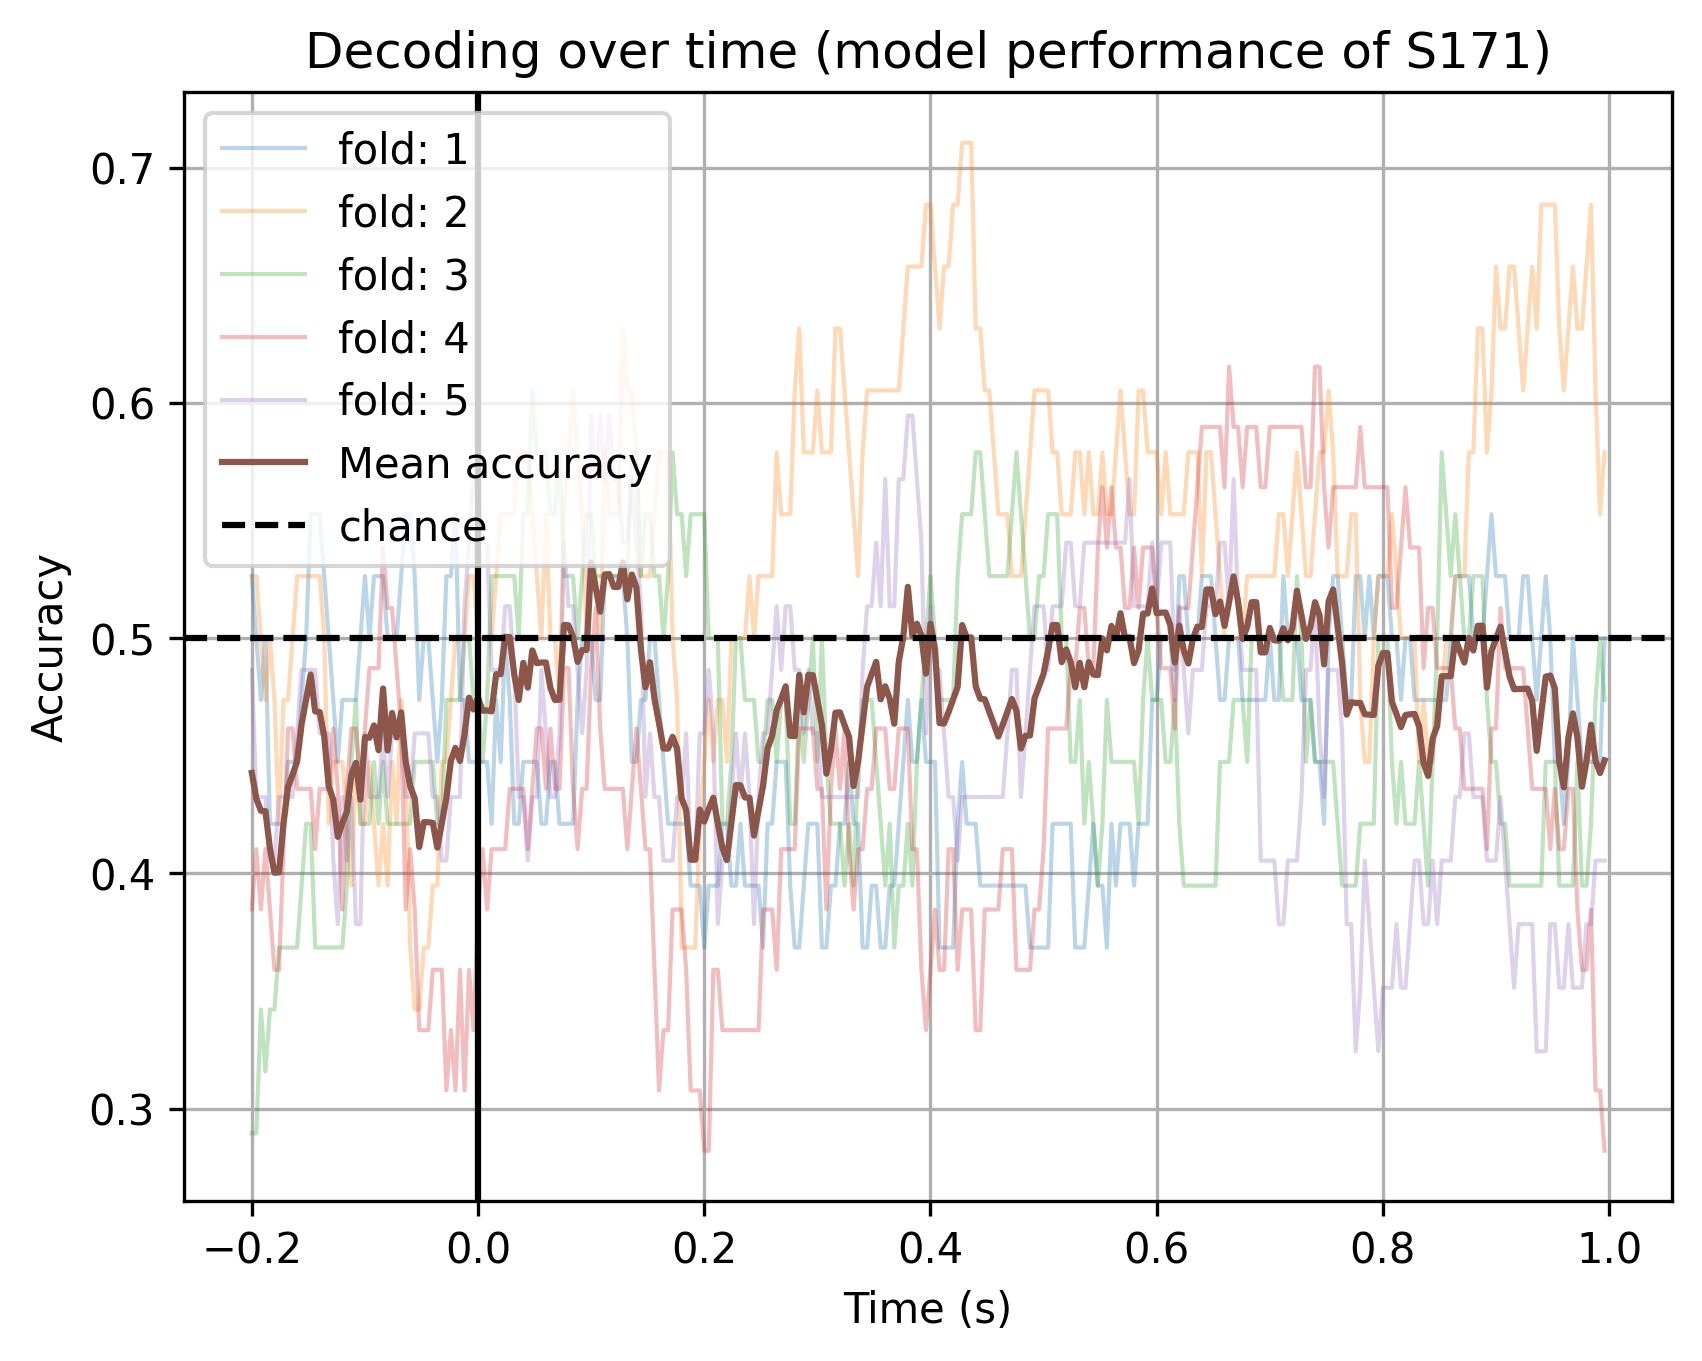 Decoding over time (model performance of S171)
fold: 1
fold: 2
fold: 3
fold: 4
fold: 5
Mean accuracy
chance
Accuracy
0.7
0.6
0.5
0.4
0.3
−0.2 0.0 0.2 0.4 0.6 0.8 1.0
Time (s)